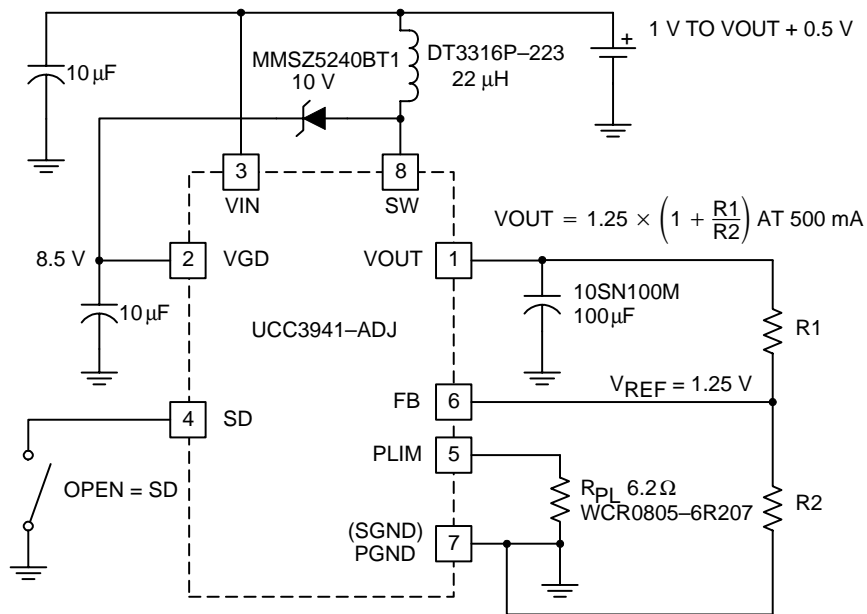 1 V TO VOUT + 0.5 V
+
10 μF
MMSZ5240BT1
10 V
DT3316P–223
22 μH
3
8
VIN
SW
VOUT = 1.25 × (1 + R1/R2) AT 500 mA
8.5 V
2
VGD
VOUT
1
10 μF
10SN100M
100 μF
UCC3941–ADJ
R1
VREF = 1.25 V
4
SD
FB
6
PLIM
5
OPEN = SD
RPL 6.2 Ω
WCR0805–6R207
R2
(SGND)
PGND
7